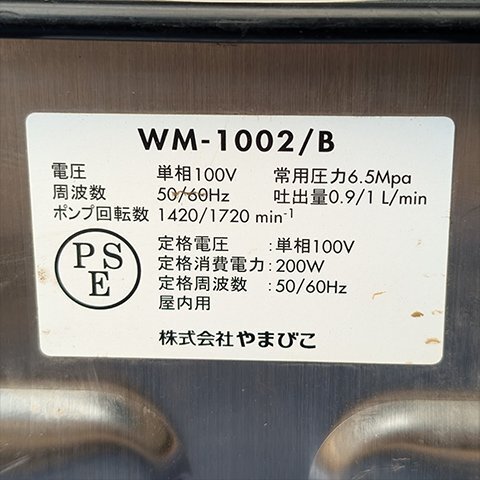 WM-1002/B
電圧 単相100V 常用圧力6.5Mpa
周波数 50/60Hz 吐出量0.9/1 L/min
ポンプ回転数 1420/1720 min⁻¹
PSE
定格電圧:単相100V
定格消費電力:200W
定格周波数:50/60Hz
屋内用
株式会社やまびこ